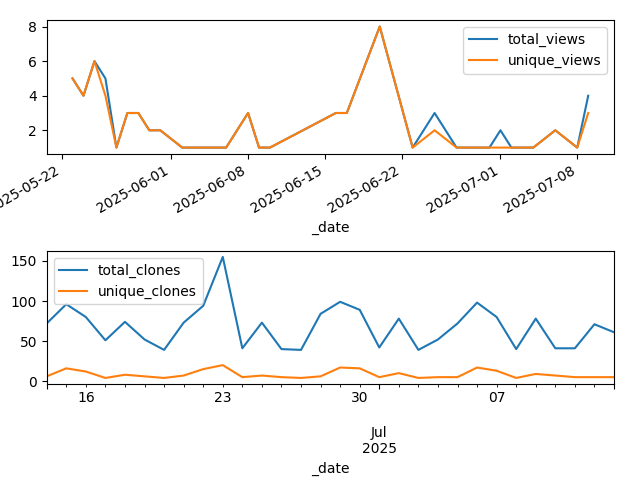 8
6
4
2
total_views
unique_views
2025-05-22
2025-06-01
2025-06-08
2025-06-15
2025-06-22
2025-07-01
2025-07-08
_date
150
100
50
0
total_clones
unique_clones
16
23
30
07
Jul
2025
_date